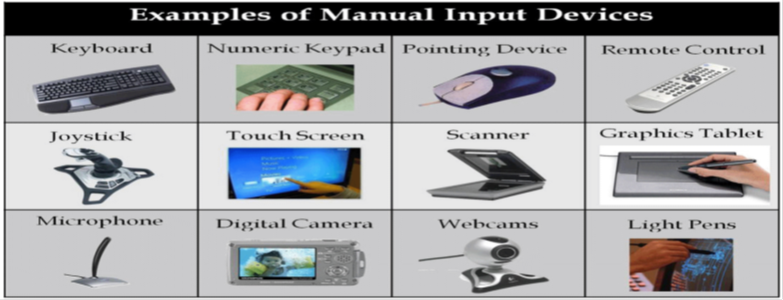 Examples of Manual Input Devices
Keyboard
Numeric Keypad
Pointing Device
Remote Control
Joystick
Touch Screen
Scanner
Graphics Tablet
Microphone
Digital Camera
Webcams
Light Pens